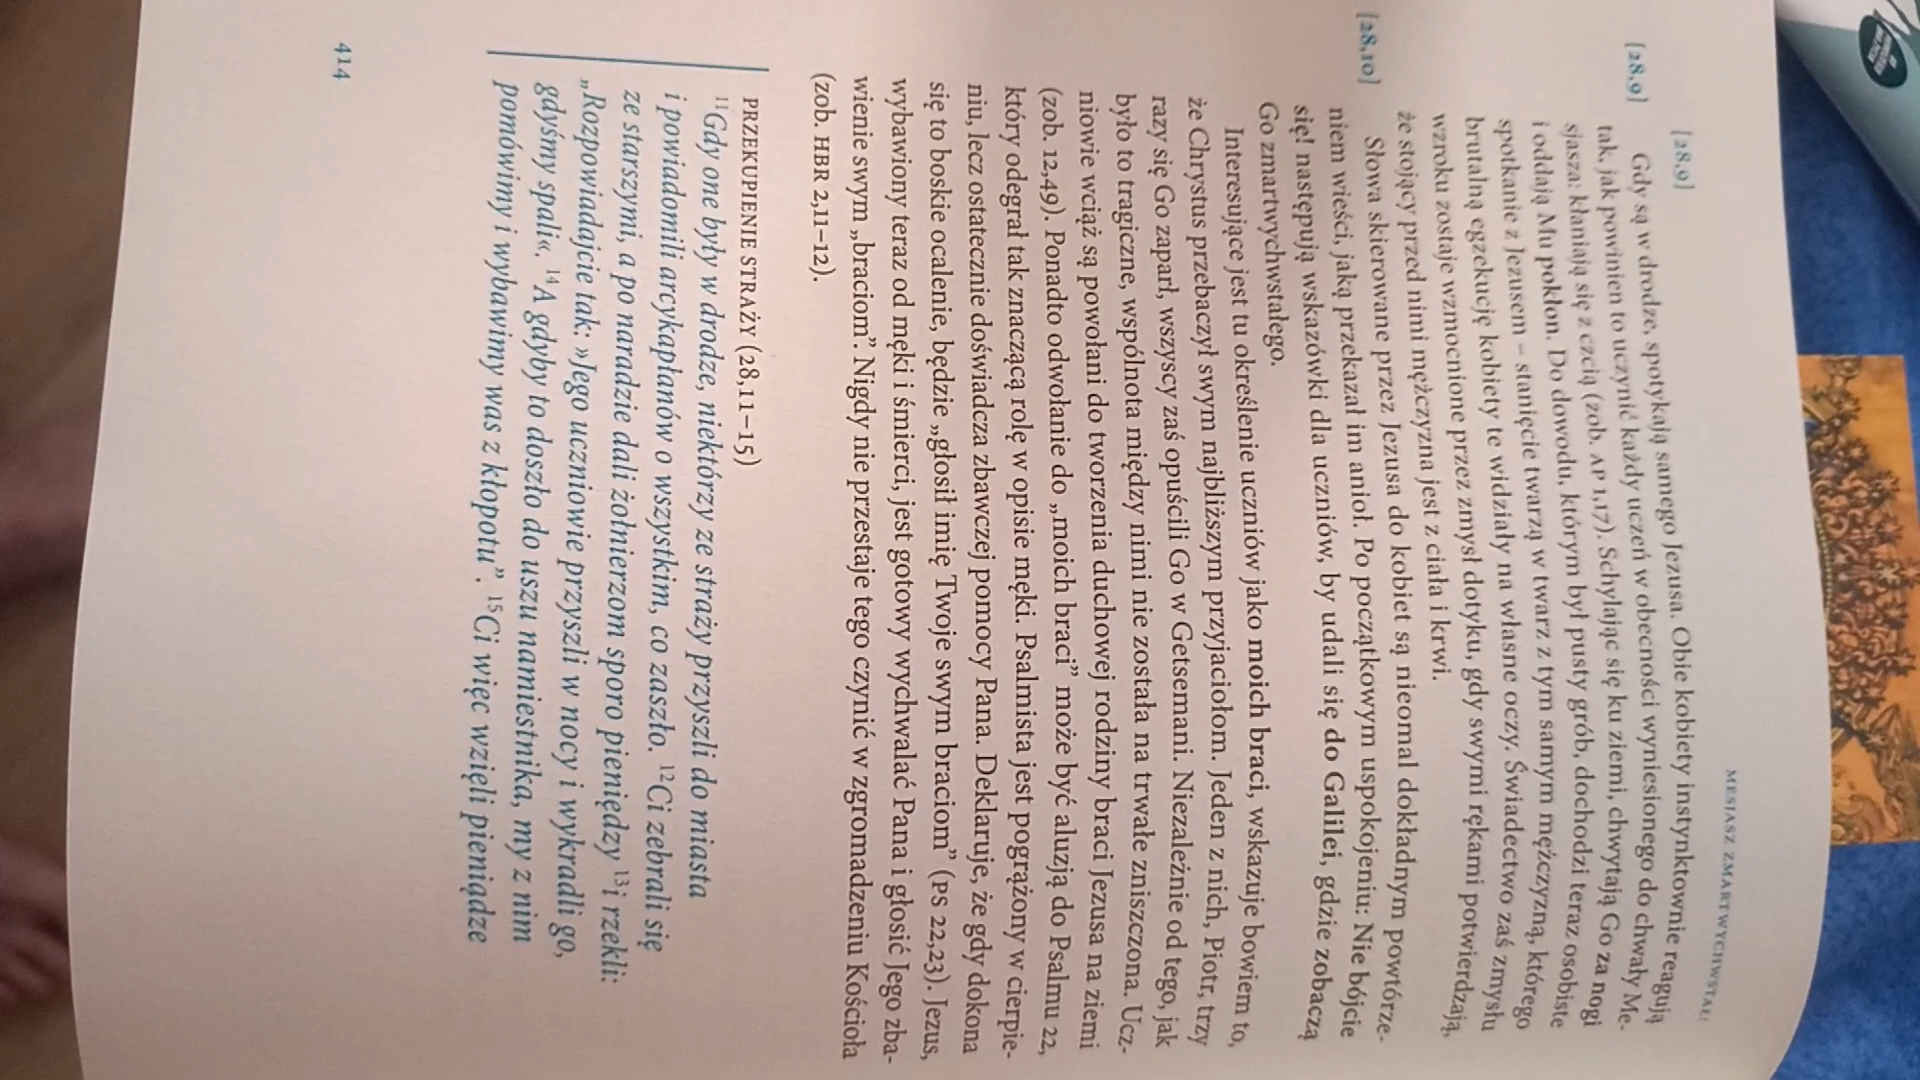 MESJASZ ZMARTWYCHWSTAŁ!
[28,9]
[28,9]
Gdy są w drodze, spotykają samego Jezusa. Obie kobiety instynktownie reagują
tak, jak powinien to uczynić każdy uczeń w obecności wyniesionego do chwały Me-
sjasza: kłaniają się z czcią (zob. AP 1,17). Schylając się ku ziemi, chwytają Go za nogi
i oddają Mu pokłon. Do dowodu, którym był pusty grób, dochodzi teraz osobiste
spotkanie z Jezusem – stanięcie twarzą w twarz z tym samym mężczyzną, którego
brutalną egzekucję kobiety te widziały na własne oczy. Świadectwo zaś zmysłu
wzroku zostaje wzmocnione przez zmysł dotyku, gdy swymi rękami potwierdzają,
że stojący przed nimi mężczyzna jest z ciała i krwi.
[28,10]
Słowa skierowane przez Jezusa do kobiet są nieomal dokładnym powtórze-
niem wieści, jaką przekazał im anioł. Po początkowym uspokojeniu: Nie bójcie
się! następują wskazówki dla uczniów, by udali się do Galilei, gdzie zobaczą
Go zmartwychwstałego.
Interesujące jest tu określenie uczniów jako moich braci, wskazuje bowiem to,
że Chrystus przebaczył swym najbliższym przyjaciołom. Jeden z nich, Piotr, trzy
razy się Go zaparł, wszyscy zaś opuścili Go w Getsemani. Niezależnie od tego, jak
było to tragiczne, wspólnota między nimi nie została na trwałe zniszczona. Ucz-
niowie wciąż są powołani do tworzenia duchowej rodziny braci Jezusa na ziemi
(zob. 12,49). Ponadto odwołanie do „moich braci” może być aluzją do Psalmu 22,
który odegrał tak znaczącą rolę w opisie męki. Psalmista jest pogrążony w cierpie-
niu, lecz ostatecznie doświadcza zbawczej pomocy Pana. Deklaruje, że gdy dokona
się to boskie ocalenie, będzie „głosił imię Twoje swym braciom” (PS 22,23). Jezus,
wybawiony teraz od męki i śmierci, jest gotowy wychwalać Pana i głosić Jego zba-
wienie swym „braciom”. Nigdy nie przestaje tego czynić w zgromadzeniu Kościoła
(zob. HBR 2,11–12).
PRZEKUPIENIE STRAŻY (28,11–15)
¹¹Gdy one były w drodze, niektórzy ze straży przyszli do miasta
i powiadomili arcykapłanów o wszystkim, co zaszło. ¹²Ci zebrali się
ze starszymi, a po naradzie dali żołnierzom sporo pieniędzy ¹³i rzekli:
„Rozpowiadajcie tak: »Jego uczniowie przyszli w nocy i wykradli go,
gdyśmy spali«. ¹⁴A gdyby to doszło do uszu namiestnika, my z nim
pomówimy i wybawimy was z kłopotu”. ¹⁵Ci więc wzięli pieniądze
414